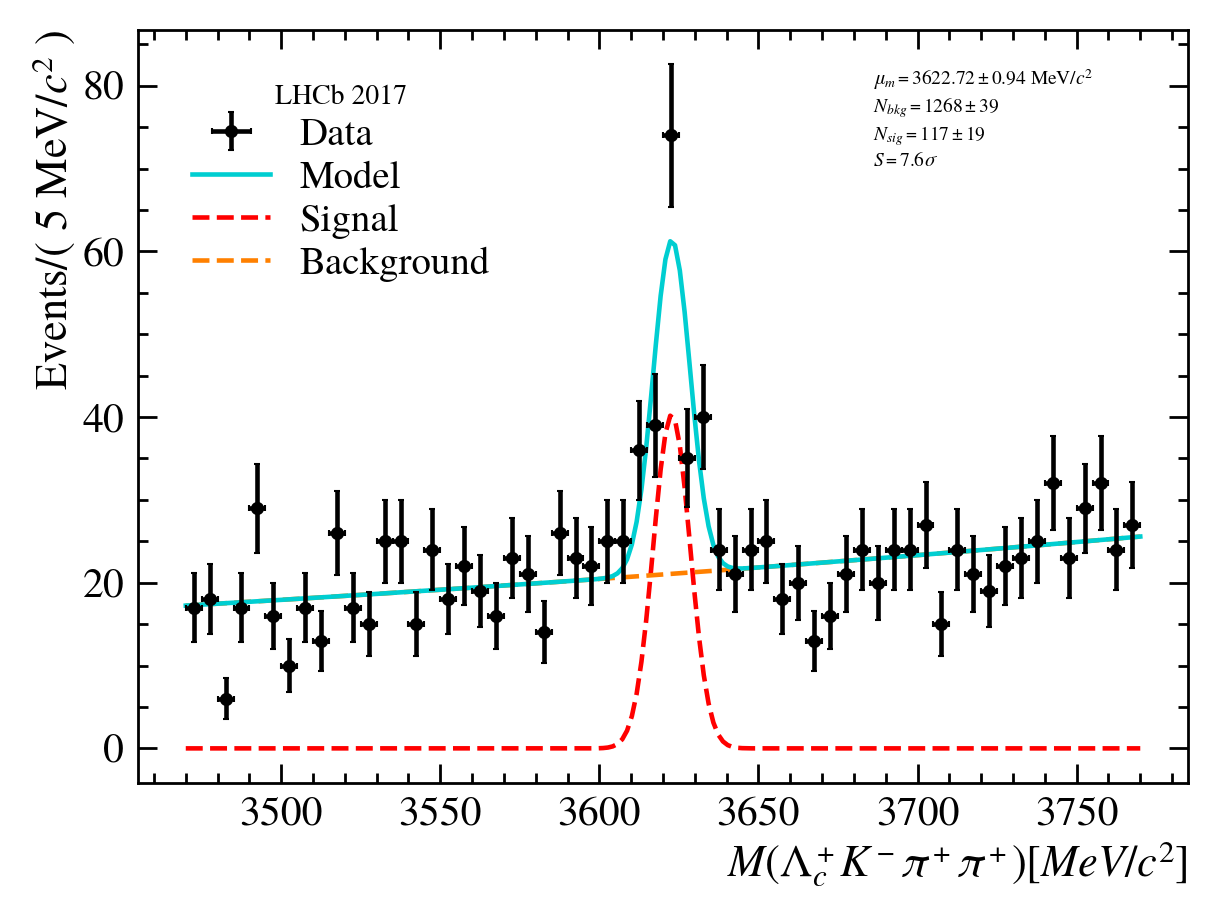 Events/( 5 MeV/c² )
80
60
40
20
0
LHCb 2017
Data
Model
Signal
Background
μ_m = 3622.72 ± 0.94 MeV/c²
N_bkg = 1268 ± 39
N_sig = 117 ± 19
S = 7.6σ
3500 3550 3600 3650 3700 3750
M(Λ_c⁺K⁻π⁺π⁺)[MeV/c²]